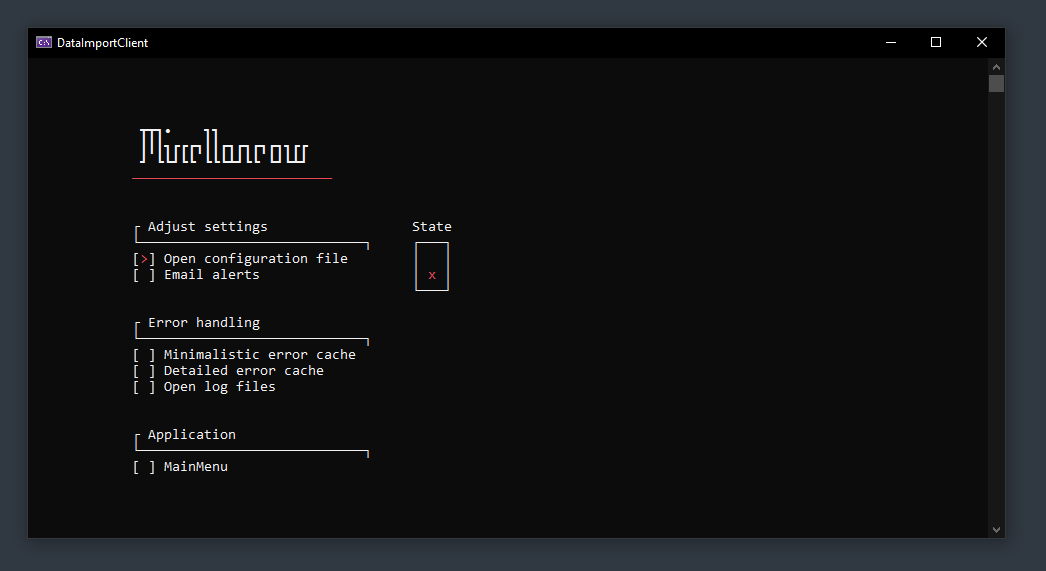 DataImportClient
Micellaneous
Adjust settings State
[>] Open configuration file
[ ] Email alerts x
Error handling
[ ] Minimalistic error cache
[ ] Detailed error cache
[ ] Open log files
Application
[ ] MainMenu